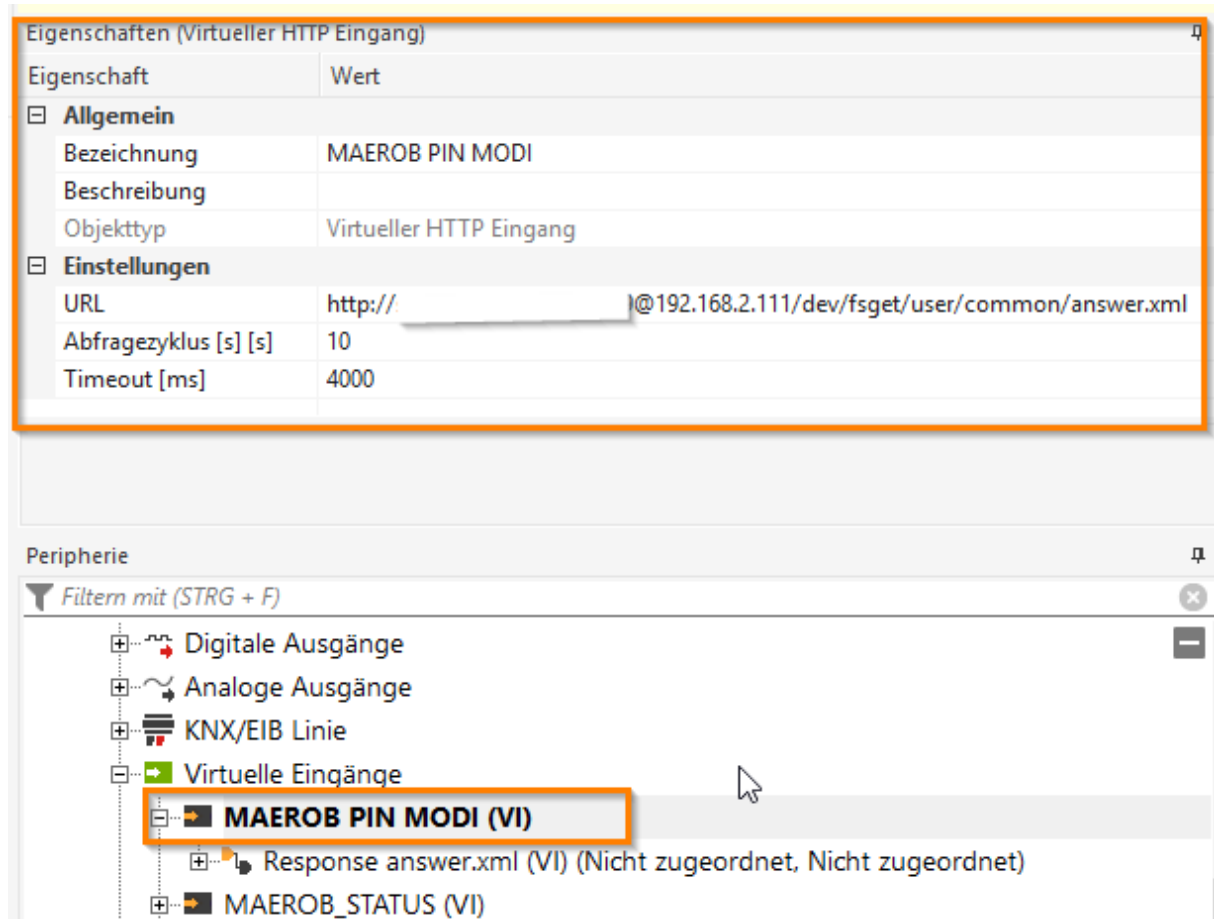 Eigenschaften (Virtueller HTTP Eingang)
Eigenschaft Wert
Allgemein
Bezeichnung MAEROB PIN MODI
Beschreibung
Objekttyp Virtueller HTTP Eingang
Einstellungen
URL http:// @192.168.2.111/dev/fsget/user/common/answer.xml
Abfragezyklus [s] [s] 10
Timeout [ms] 4000
Peripherie
Filtern mit (STRG + F)
Digitale Ausgänge
Analoge Ausgänge
KNX/EIB Linie
Virtuelle Eingänge
MAEROB PIN MODI (VI)
Response answer.xml (VI) (Nicht zugeordnet, Nicht zugeordnet)
MAEROB_STATUS (VI)